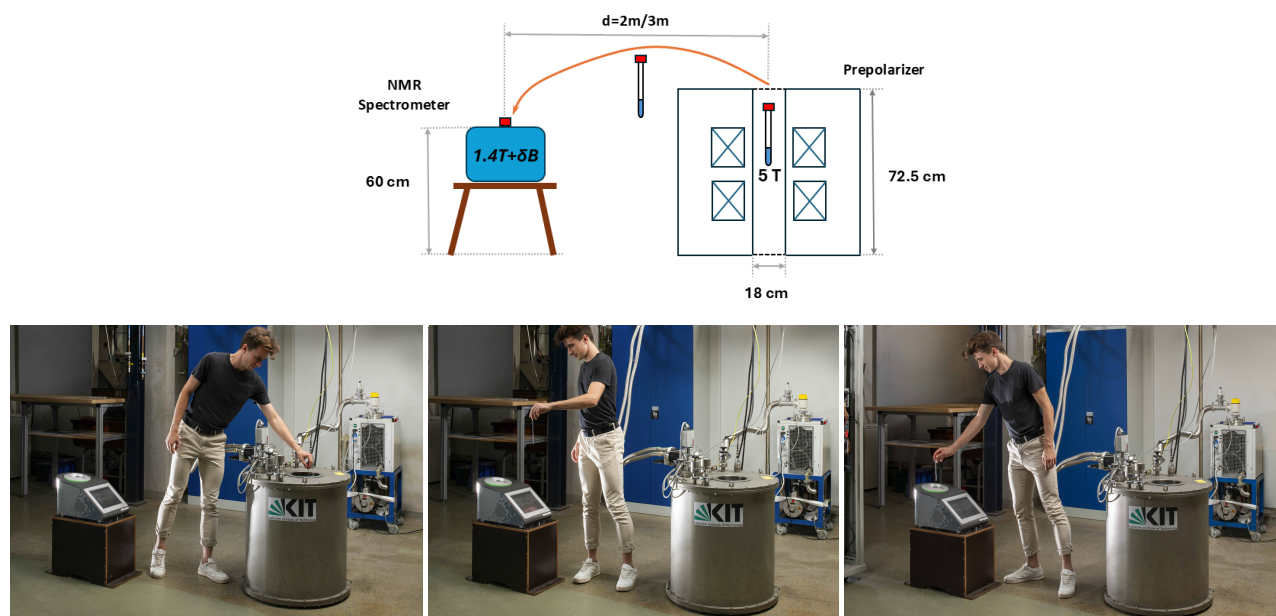 d=2m/3m
NMR
Spectrometer
Prepolarizer
1.4T+δB
5 T
60 cm
72.5 cm
18 cm
KIT
KIT
KIT